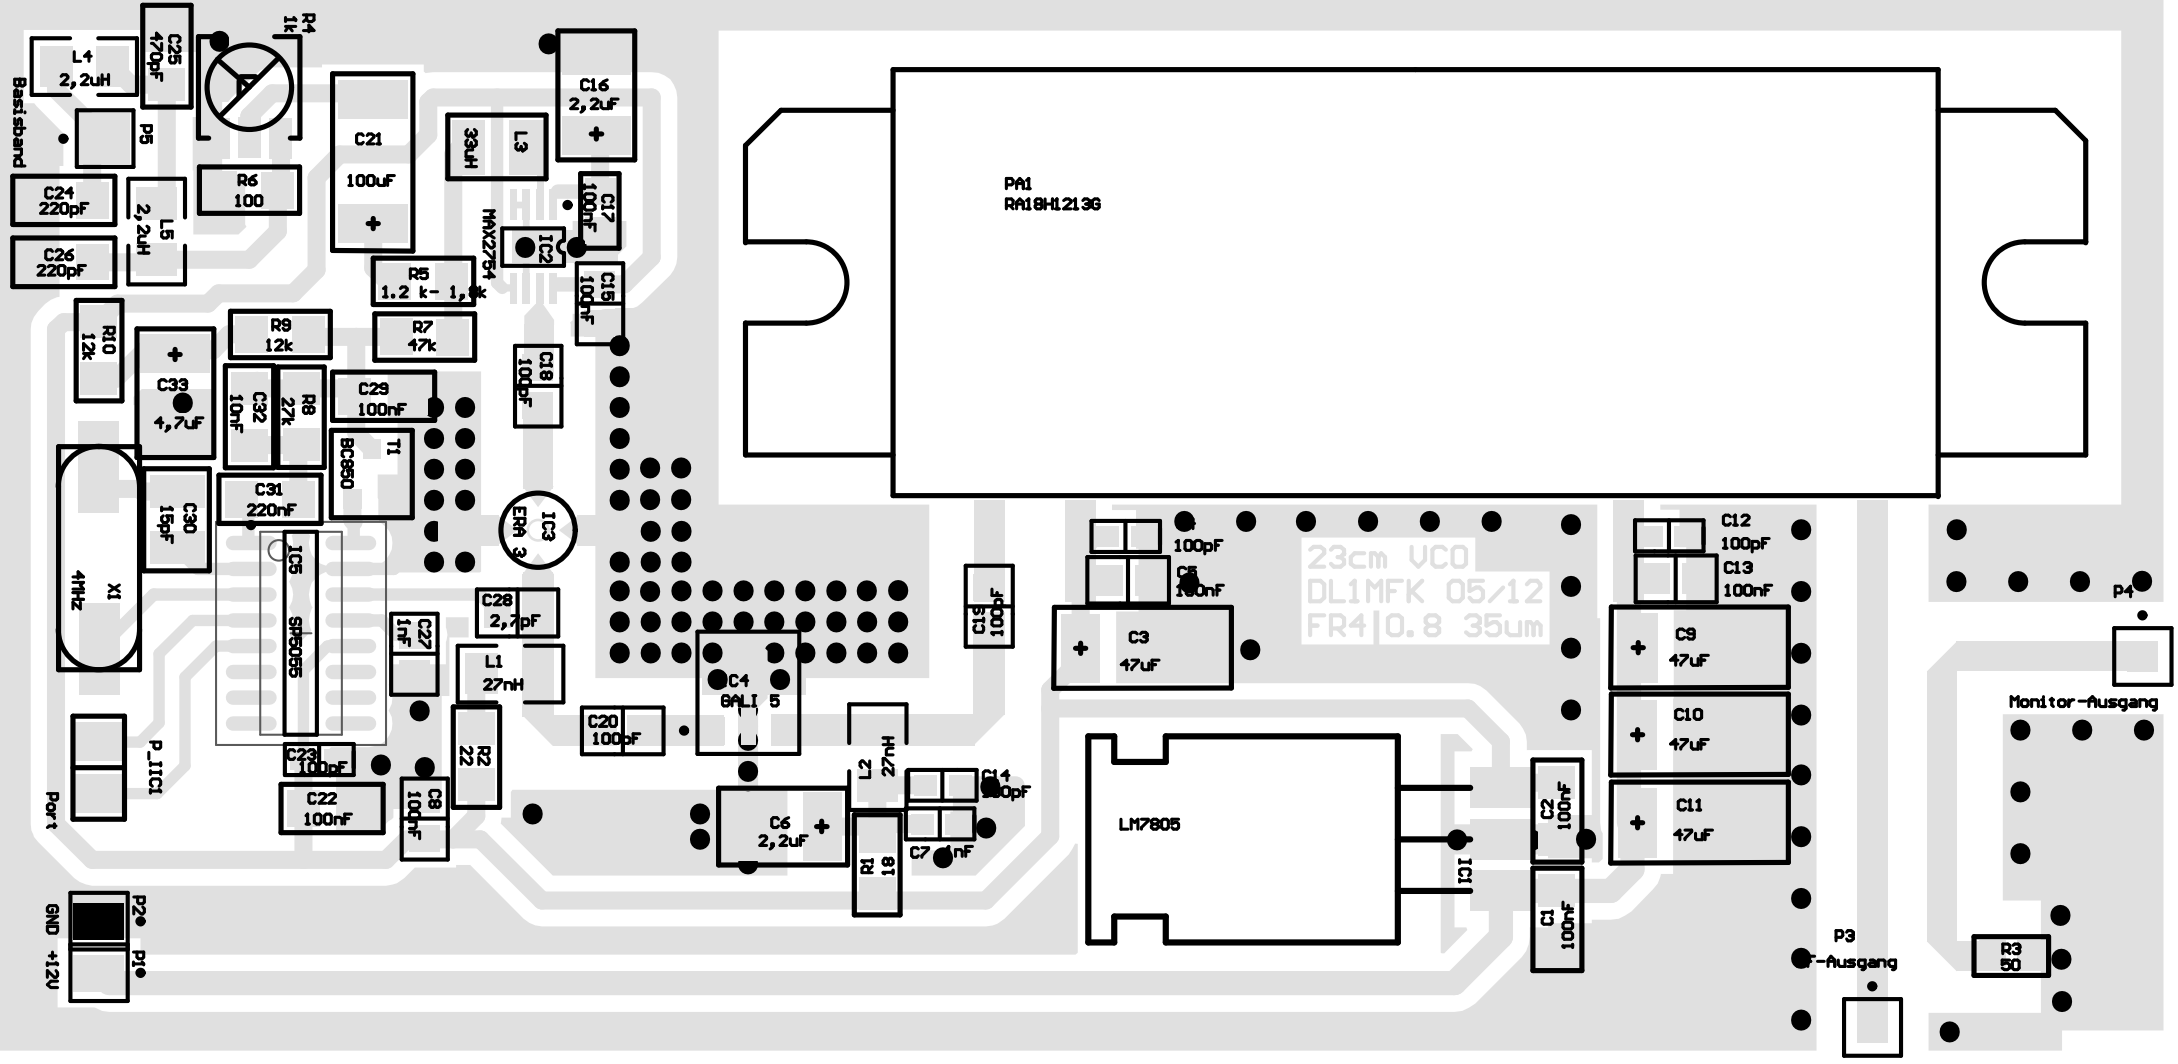 R4
1k
C25
470pF
L4
2,2uH
Basisband
P5
C16
2,2uF
+
C21
100uF
+
33uH
L3
R6
100
C24
220pF
2,2uH
L5
C26
220pF
C17
100nF
MAX2754
IC2
PA1
RA18H1213G
R5
1.2 k- 1,8k
C15
100nF
R9
12k
R7
47k
R10
12k
+
C33
4,7uF
C18
100pF
C29
100nF
C32
10nF
R8
27k
BC850
T1
C31
220nF
C30
15pF
IC3
ERA 3
IC5
SP5055
X1
4MHz
C28
2,7pF
C27
1nF
L1
27nH
C19
100pF
100pF
C5
100nF
23cm VCO
DL1MFK 05/12
FR4|0.8 35um
C12
100pF
C13
100nF
C3
47uF
+
C9
47uF
+
P4
Monitor-Ausgang
C10
47uF
+
GALI 5
C4
C20
100pF
R2
22
C23
100pF
P_IIC1
Port
C22
100nF
C8
100nF
L2
27nH
C14
100pF
C6
2,2uF
+
C7
1nF
R1
18
LM7805
IC1
C2
100nF
C11
47uF
+
C1
100nF
P2
GND
P1
+12V
P3
F-Ausgang
R3
50